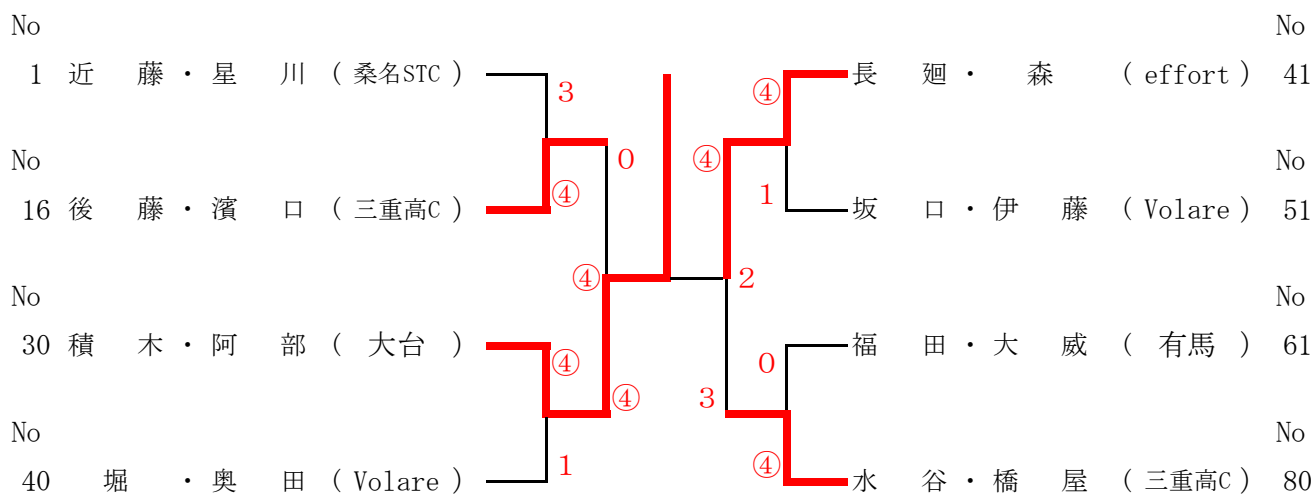 No No
1 近藤・星川 (桑名STC) 長廻・森 (effort) 41
3 ④
No No
0 ④
④ 1
16 後藤・濱口 (三重高C) 坂口・伊藤 (Volare) 51
④ 2
No No
30 積木・阿部 (大台) 福田・大威 (有馬) 61
④ 0
④ 3
No No
1 ④
40 堀・奥田 (Volare) 水谷・橋屋 (三重高C) 80